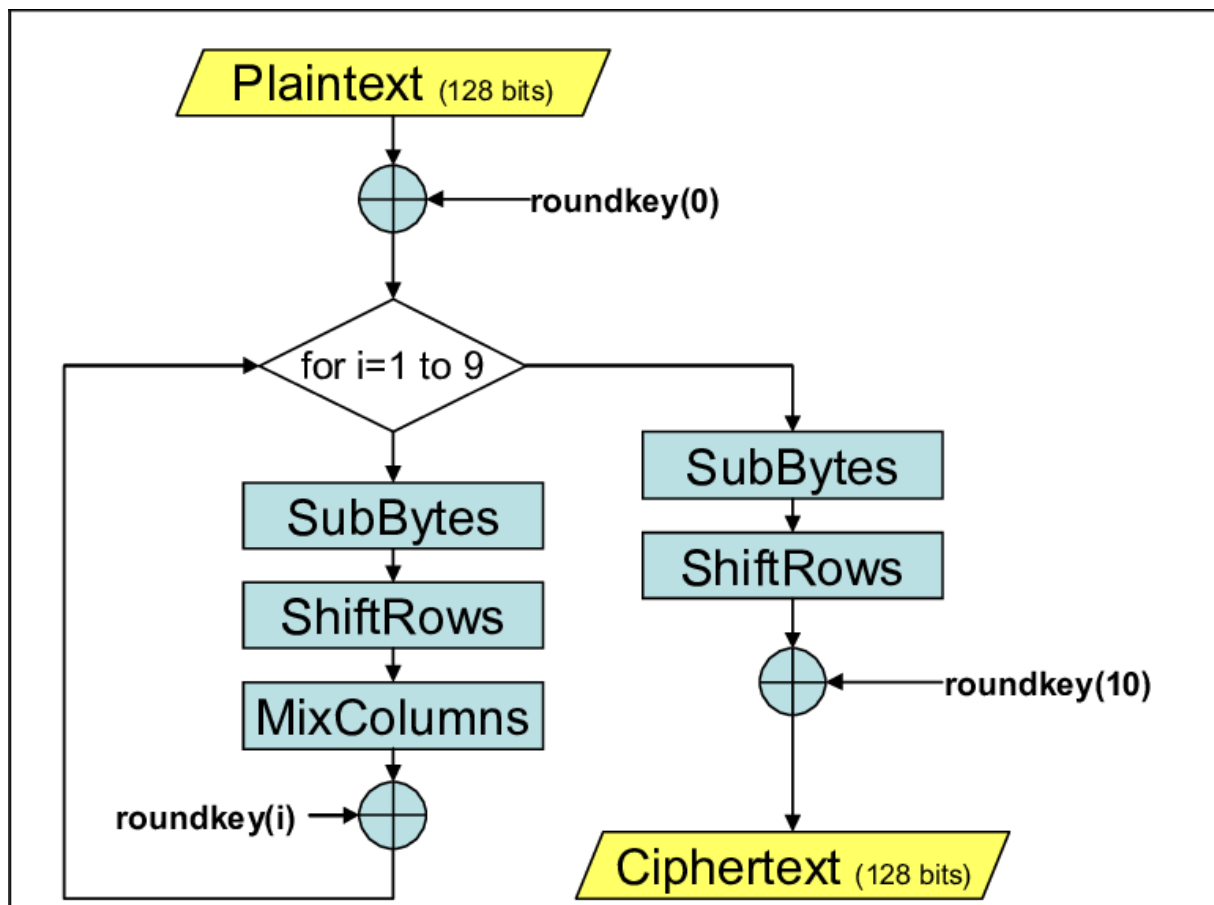 Plaintext (128 bits)
roundkey(0)
for i=1 to 9
SubBytes
ShiftRows
MixColumns
roundkey(i)
SubBytes
ShiftRows
roundkey(10)
Ciphertext (128 bits)